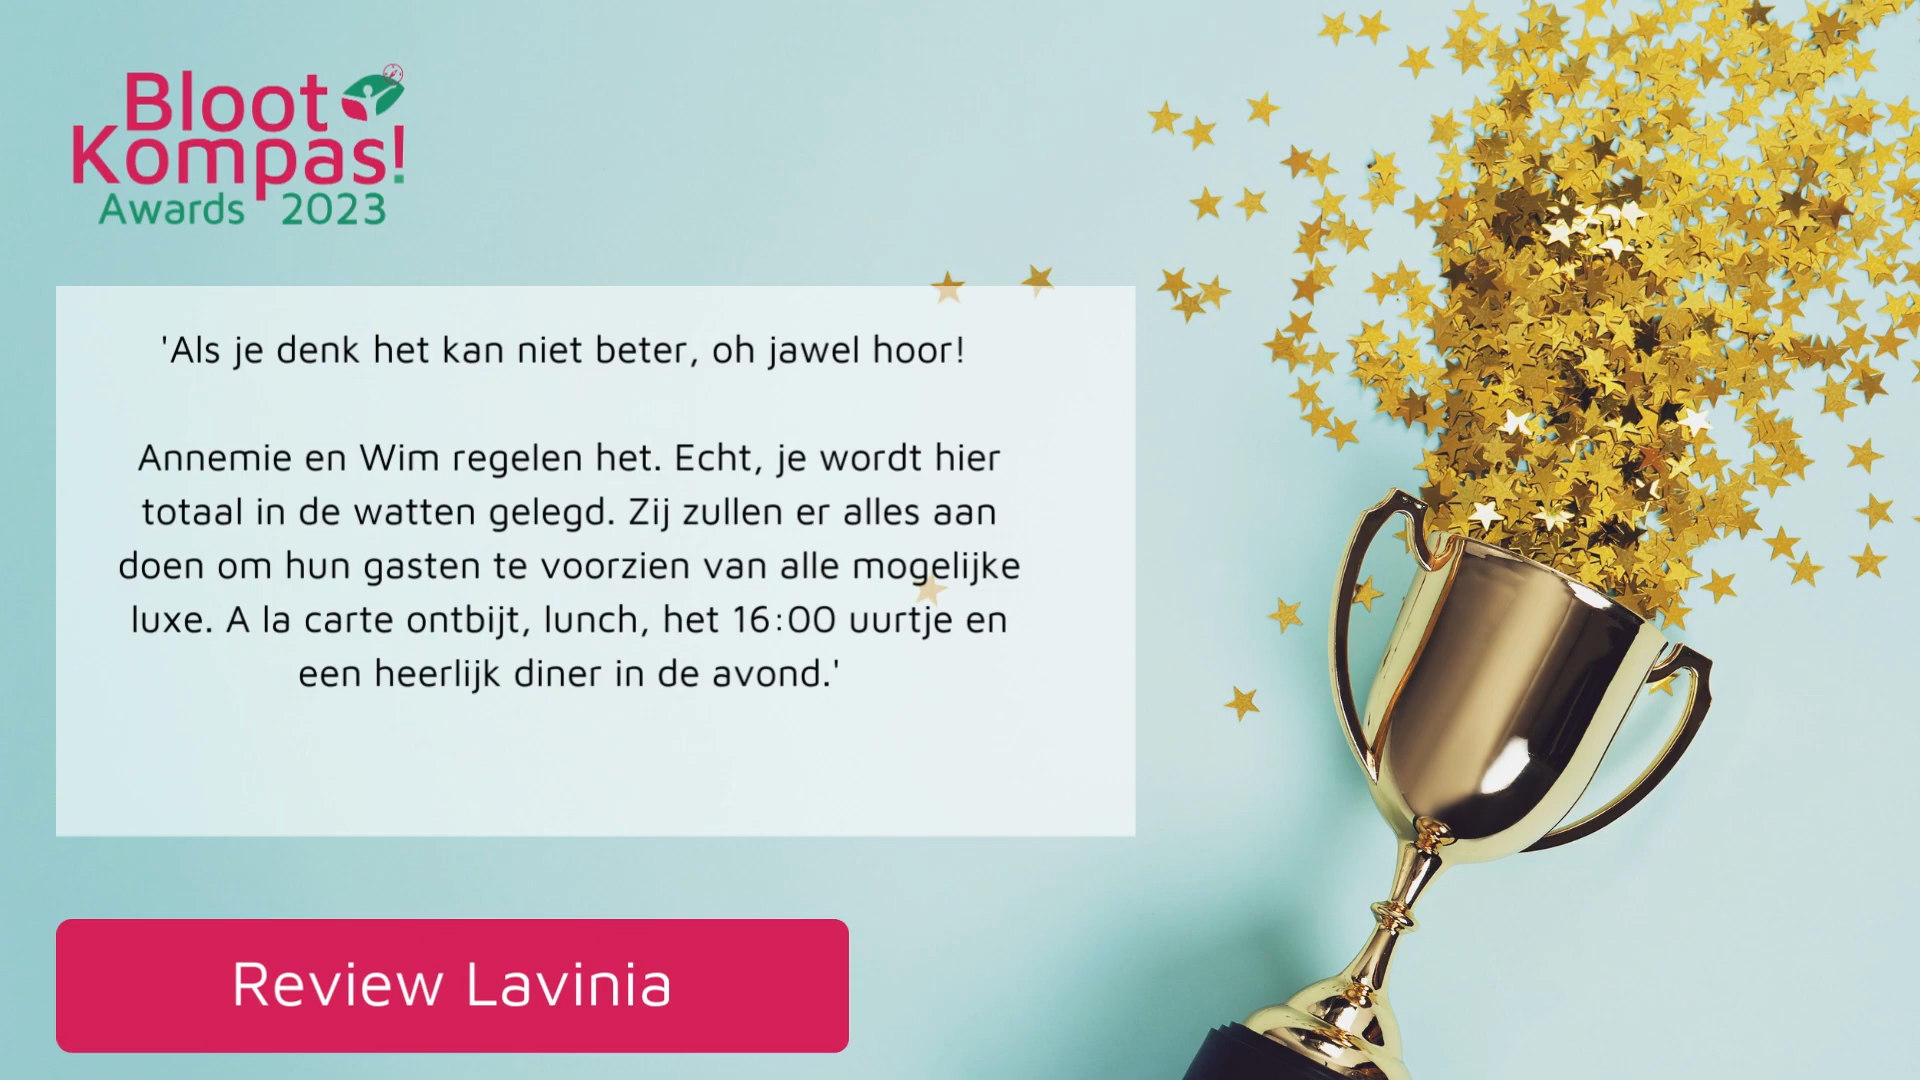 Bloot
Kompas!
Awards 2023
'Als je denk het kan niet beter, oh jawel hoor!
Annemie en Wim regelen het. Echt, je wordt hier
totaal in de watten gelegd. Zij zullen er alles aan
doen om hun gasten te voorzien van alle mogelijke
luxe. A la carte ontbijt, lunch, het 16:00 uurtje en
een heerlijk diner in de avond.'
Review Lavinia